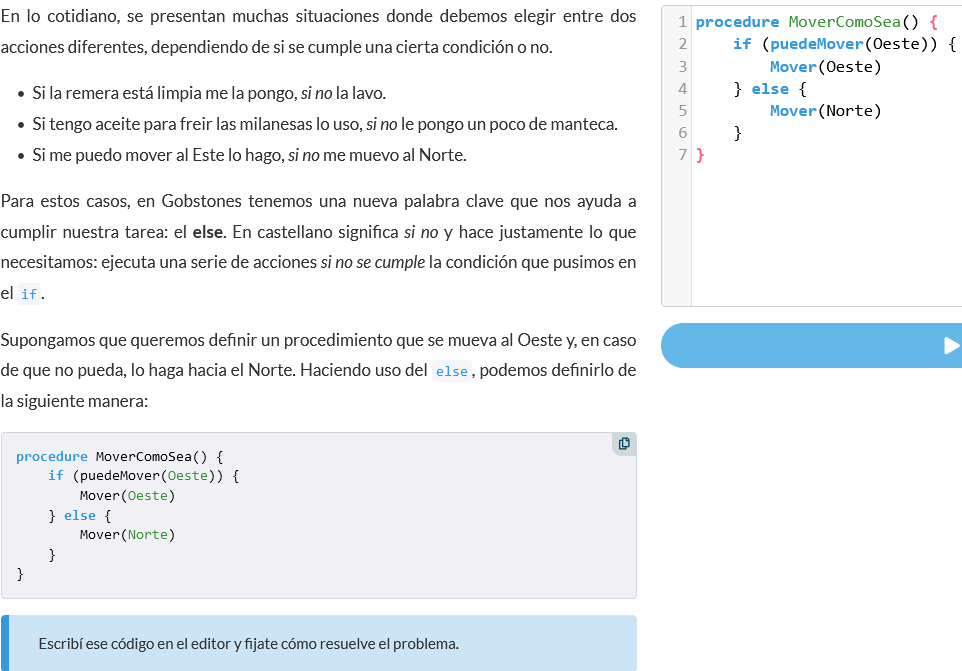 En lo cotidiano, se presentan muchas situaciones donde debemos elegir entre dos
acciones diferentes, dependiendo de si se cumple una cierta condición o no.
• Si la remera está limpia me la pongo, si no la lavo.
• Si tengo aceite para freir las milanesas lo uso, si no le pongo un poco de manteca.
• Si me puedo mover al Este lo hago, si no me muevo al Norte.
Para estos casos, en Gobstones tenemos una nueva palabra clave que nos ayuda a
cumplir nuestra tarea: el else. En castellano significa si no y hace justamente lo que
necesitamos: ejecuta una serie de acciones si no se cumple la condición que pusimos en
el if.
Supongamos que queremos definir un procedimiento que se mueva al Oeste y, en caso
de que no pueda, lo haga hacia el Norte. Haciendo uso del else, podemos definirlo de
la siguiente manera:
procedure MoverComoSea() {
    if (puedeMover(Oeste)) {
        Mover(Oeste)
    } else {
        Mover(Norte)
    }
}
Escribí ese código en el editor y fijate cómo resuelve el problema.
1 procedure MoverComoSea() {
2     if (puedeMover(Oeste)) {
3         Mover(Oeste)
4     } else {
5         Mover(Norte)
6     }
7 }